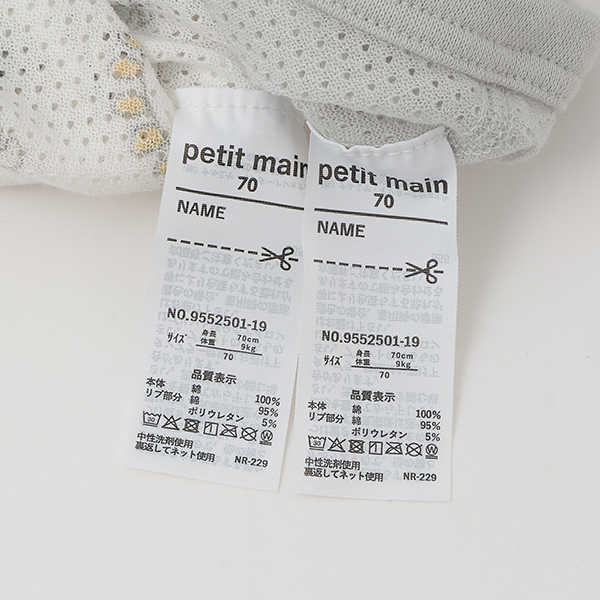 petit main
70
NAME
NO.9552501-19
サイズ 身長 70cm
体重 9kg
70
品質表示
本体 綿 100%
リブ部分 綿 95%
ポリウレタン 5%
中性洗剤使用
裏返してネット使用 NR-229
petit main
70
NAME
NO.9552501-19
サイズ 身長 70cm
体重 9kg
70
品質表示
本体 綿 100%
リブ部分 綿 95%
ポリウレタン 5%
中性洗剤使用
裏返してネット使用 NR-229